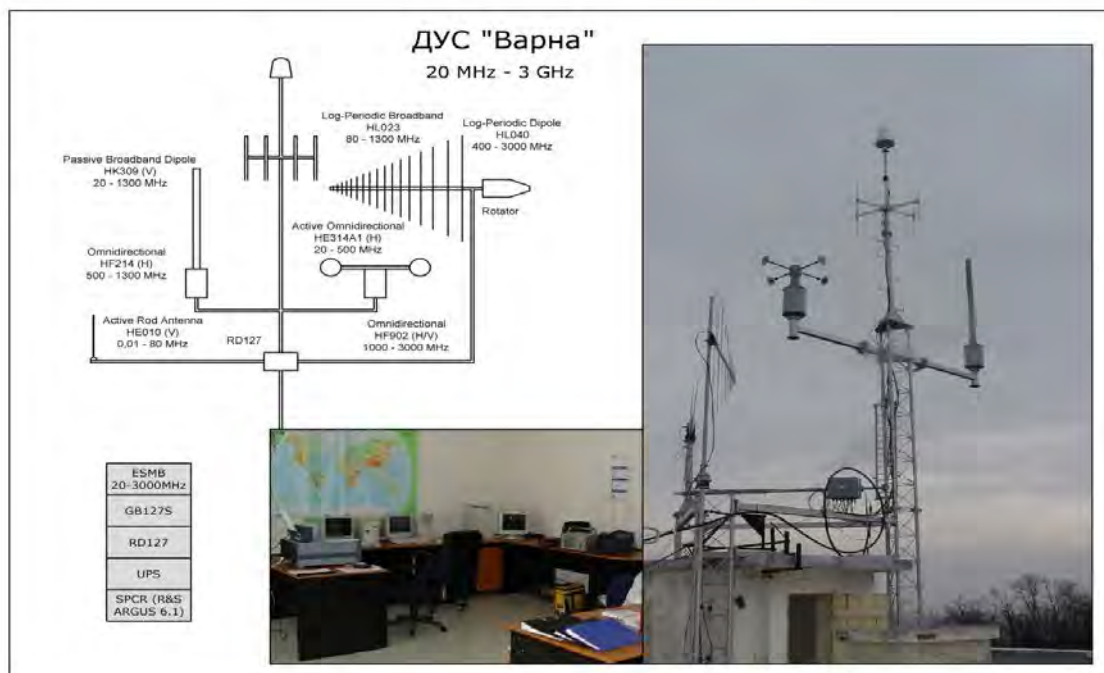 ДУС "Варна"
20 MHz - 3 GHz
Log-Periodic Broadband
HL023
80 - 1300 MHz
Log-Periodic Dipole
HL040
400 - 3000 MHz
Passive Broadband Dipole
HK309 (V)
20 - 1300 MHz
Rotator
Active Omnidirectional
HE314A1 (H)
20 - 500 MHz
Omnidirectional
HF214 (H)
500 - 1300 MHz
Active Rod Antenna
HE010 (V)
0,01 - 80 MHz
RD127
Omnidirectional
HF902 (H/V)
1000 - 3000 MHz
ESMB
20-3000MHz
GB127S
RD127
UPS
SPCR (R&S
ARGUS 6.1)